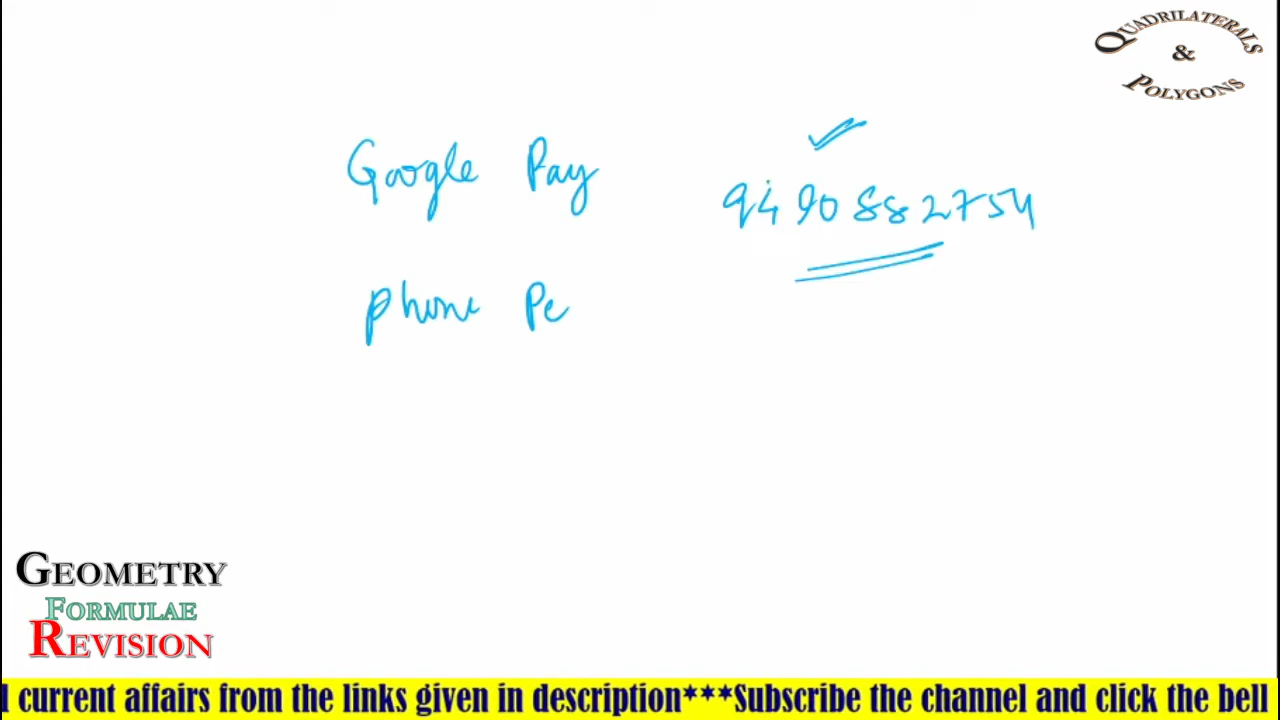 QUADRILATERALS
&
POLYGONS
Google Pay 9490882754
Phone Pe
GEOMETRY
FORMULAE
REVISION
l current affairs from the links given in description***Subscribe the channel and click the bell